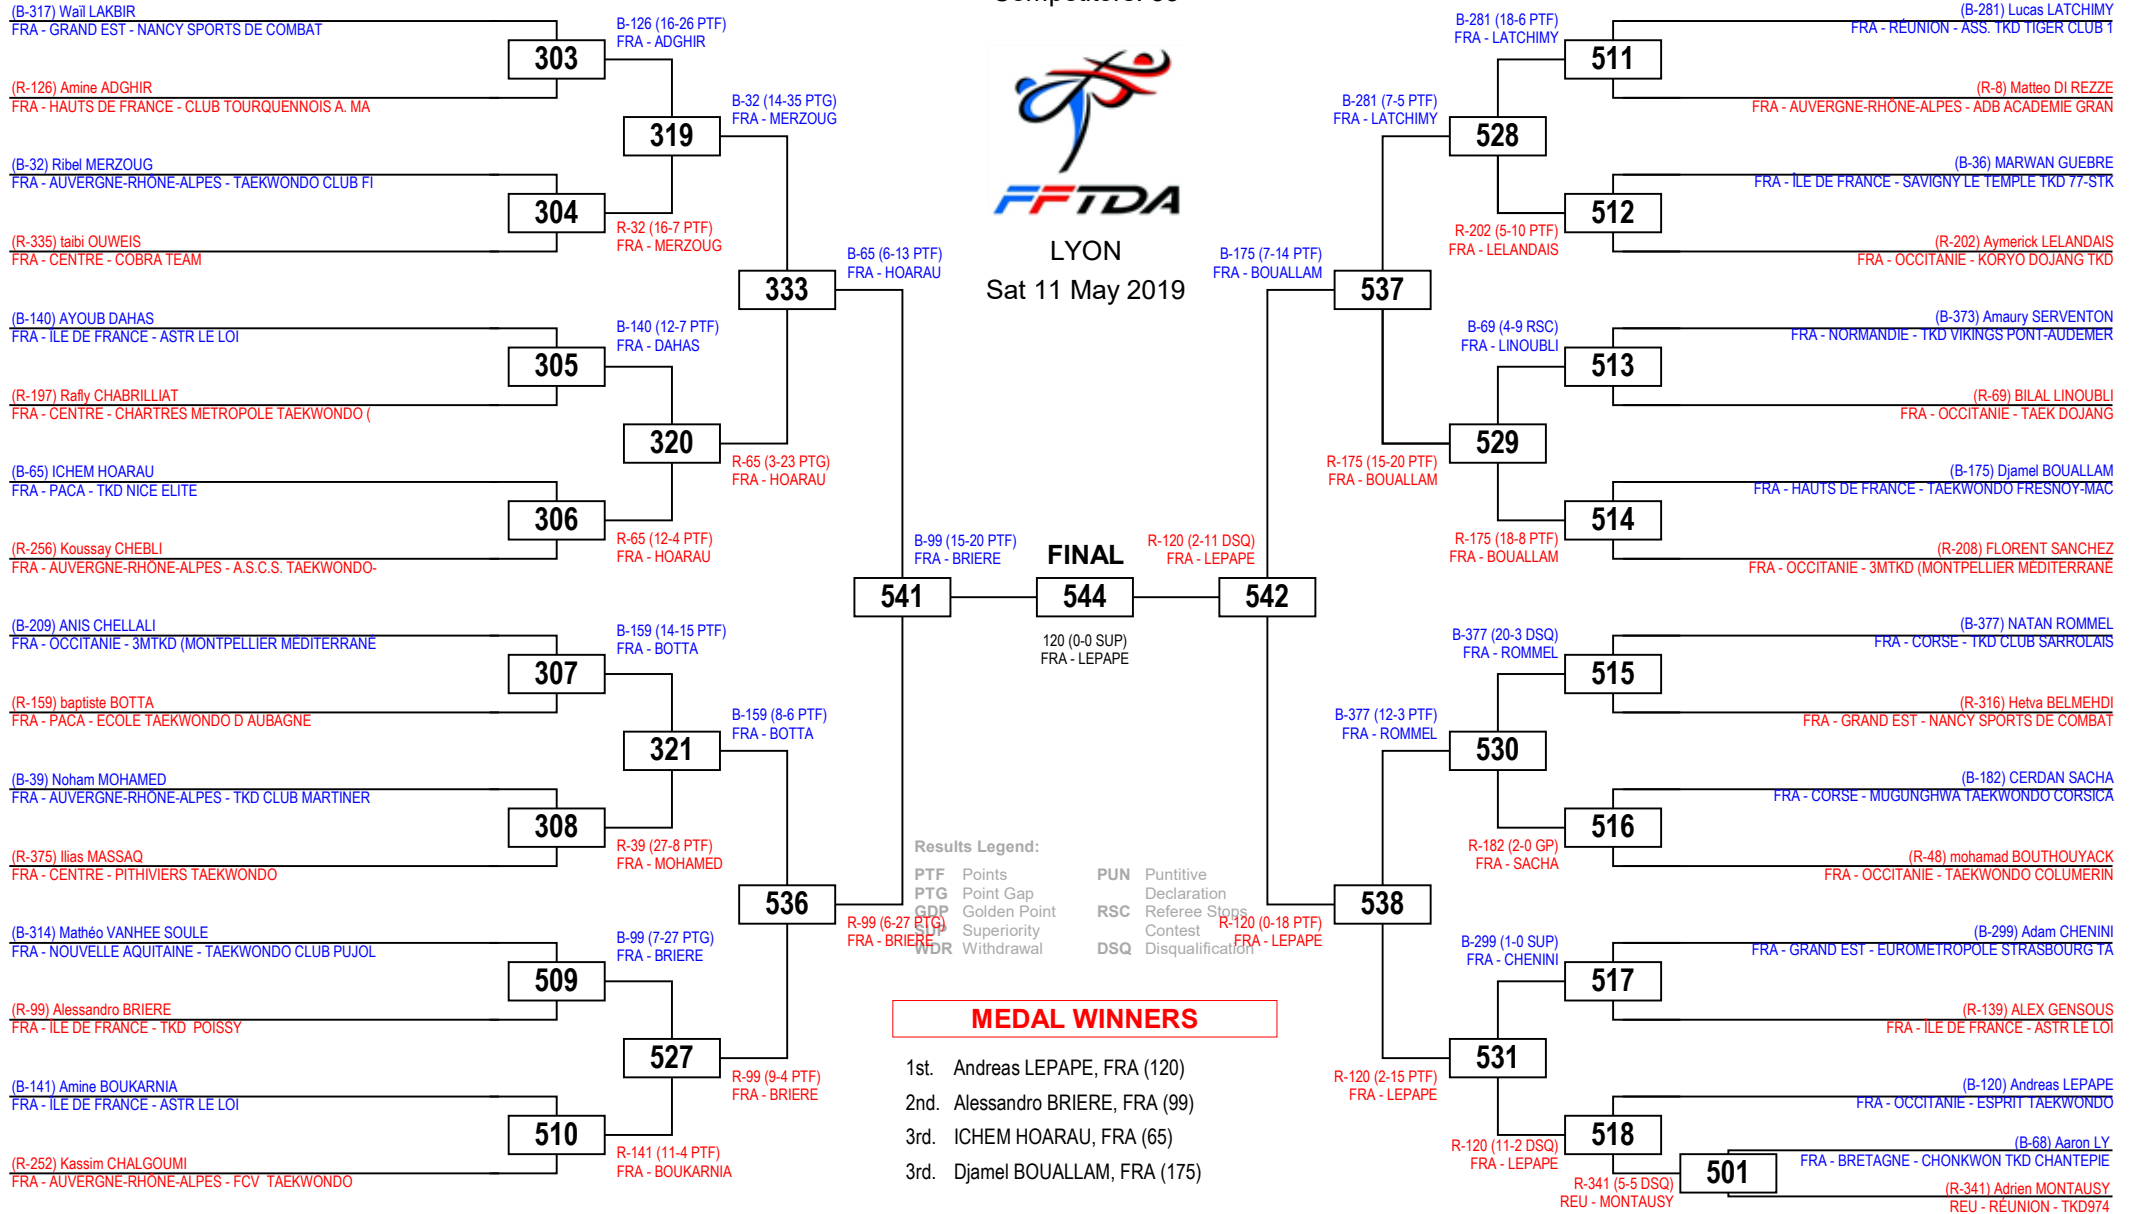 (B-317) Waïl LAKBIR
FRA - GRAND EST - NANCY SPORTS DE COMBAT
303
B-126 (16-26 PTF)
FRA - ADGHIR
(R-126) Amine ADGHIR
FRA - HAUTS DE FRANCE - CLUB TOURQUENNOIS A. MA
319
B-32 (14-35 PTG)
FRA - MERZOUG
(B-32) Ribel MERZOUG
FRA - AUVERGNE-RHÔNE-ALPES - TAEKWONDO CLUB FI
304
R-32 (16-7 PTF)
FRA - MERZOUG
(R-335) taibi OUWEIS
FRA - CENTRE - COBRA TEAM
333
B-65 (6-13 PTF)
FRA - HOARAU
(B-140) AYOUB DAHAS
FRA - ÎLE DE FRANCE - ASTR LE LOI
305
B-140 (12-7 PTF)
FRA - DAHAS
(R-197) Rafly CHABRILLIAT
FRA - CENTRE - CHARTRES METROPOLE TAEKWONDO (
320
R-65 (3-23 PTG)
FRA - HOARAU
(B-65) ICHEM HOARAU
FRA - PACA - TKD NICE ELITE
306
R-65 (12-4 PTF)
FRA - HOARAU
(R-256) Koussay CHEBLI
FRA - AUVERGNE-RHÔNE-ALPES - A.S.C.S. TAEKWONDO-
541
B-99 (15-20 PTF)
FRA - BRIERE
(B-209) ANIS CHELLALI
FRA - OCCITANIE - 3MTKD (MONTPELLIER MÉDITERRANÉ
307
B-159 (14-15 PTF)
FRA - BOTTA
(R-159) baptiste BOTTA
FRA - PACA - ECOLE TAEKWONDO D AUBAGNE
321
B-159 (8-6 PTF)
FRA - BOTTA
(B-39) Noham MOHAMED
FRA - AUVERGNE-RHÔNE-ALPES - TKD CLUB MARTINER
308
R-39 (27-8 PTF)
FRA - MOHAMED
(R-375) Ilias MASSAQ
FRA - CENTRE - PITHIVIERS TAEKWONDO
536
R-99 (6-27 PTG)
FRA - BRIERE
(B-314) Mathéo VANHEE SOULE
FRA - NOUVELLE AQUITAINE - TAEKWONDO CLUB PUJOL
509
B-99 (7-27 PTG)
FRA - BRIERE
(R-99) Alessandro BRIERE
FRA - ÎLE DE FRANCE - TKD POISSY
527
R-99 (9-4 PTF)
FRA - BRIERE
(B-141) Amine BOUKARNIA
FRA - ÎLE DE FRANCE - ASTR LE LOI
510
R-141 (11-4 PTF)
FRA - BOUKARNIA
(R-252) Kassim CHALGOUMI
FRA - AUVERGNE-RHÔNE-ALPES - FCV TAEKWONDO
FFTDA
LYON
Sat 11 May 2019
FINAL
544
120 (0-0 SUP)
FRA - LEPAPE
Results Legend:
PTF Points PUN Puntitive
PTG Point Gap Declaration
GDP Golden Point RSC Referee Stops
SUP Superiority Contest
WDR Withdrawal DSQ Disqualification
MEDAL WINNERS
1st. Andreas LEPAPE, FRA (120)
2nd. Alessandro BRIERE, FRA (99)
3rd. ICHEM HOARAU, FRA (65)
3rd. Djamel BOUALLAM, FRA (175)
(B-281) Lucas LATCHIMY
FRA - RÉUNION - ASS. TKD TIGER CLUB 1
511
B-281 (18-6 PTF)
FRA - LATCHIMY
(R-8) Matteo DI REZZE
FRA - AUVERGNE-RHÔNE-ALPES - ADB ACADEMIE GRAN
528
B-281 (7-5 PTF)
FRA - LATCHIMY
(B-36) MARWAN GUEBRE
FRA - ÎLE DE FRANCE - SAVIGNY LE TEMPLE TKD 77-STK
512
R-202 (5-10 PTF)
FRA - LELANDAIS
(R-202) Aymerick LELANDAIS
FRA - OCCITANIE - KORYO DOJANG TKD
537
B-175 (7-14 PTF)
FRA - BOUALLAM
(B-373) Amaury SERVENTON
FRA - NORMANDIE - TKD VIKINGS PONT-AUDEMER
513
B-69 (4-9 RSC)
FRA - LINOUBLI
(R-69) BILAL LINOUBLI
FRA - OCCITANIE - TAEK DOJANG
529
R-175 (15-20 PTF)
FRA - BOUALLAM
(B-175) Djamel BOUALLAM
FRA - HAUTS DE FRANCE - TAEKWONDO FRESNOY-MAC
514
R-175 (18-8 PTF)
FRA - BOUALLAM
(R-208) FLORENT SANCHEZ
FRA - OCCITANIE - 3MTKD (MONTPELLIER MÉDITERRANÉ
542
R-120 (2-11 DSQ)
FRA - LEPAPE
(B-377) NATAN ROMMEL
FRA - CORSE - TKD CLUB SARROLAIS
515
B-377 (20-3 DSQ)
FRA - ROMMEL
(R-316) Hetva BELMEHDI
FRA - GRAND EST - NANCY SPORTS DE COMBAT
530
B-377 (12-3 PTF)
FRA - ROMMEL
(B-182) CERDAN SACHA
FRA - CORSE - MUGUNGHWA TAEKWONDO CORSICA
516
R-182 (2-0 GP)
FRA - SACHA
(R-48) mohamad BOUTHOUYACK
FRA - OCCITANIE - TAEKWONDO COLUMERIN
538
R-120 (0-18 PTF)
FRA - LEPAPE
(B-299) Adam CHENINI
FRA - GRAND EST - EUROMETROPOLE STRASBOURG TA
517
B-299 (1-0 SUP)
FRA - CHENINI
(R-139) ALEX GENSOUS
FRA - ÎLE DE FRANCE - ASTR LE LOI
531
R-120 (2-15 PTF)
FRA - LEPAPE
(B-120) Andreas LEPAPE
FRA - OCCITANIE - ESPRIT TAEKWONDO
518
R-120 (11-2 DSQ)
FRA - LEPAPE
(B-68) Aaron LY
FRA - BRETAGNE - CHONKWON TKD CHANTEPIE
501
R-341 (5-5 DSQ)
REU - MONTAUSY
(R-341) Adrien MONTAUSY
REU - RÉUNION - TKD974